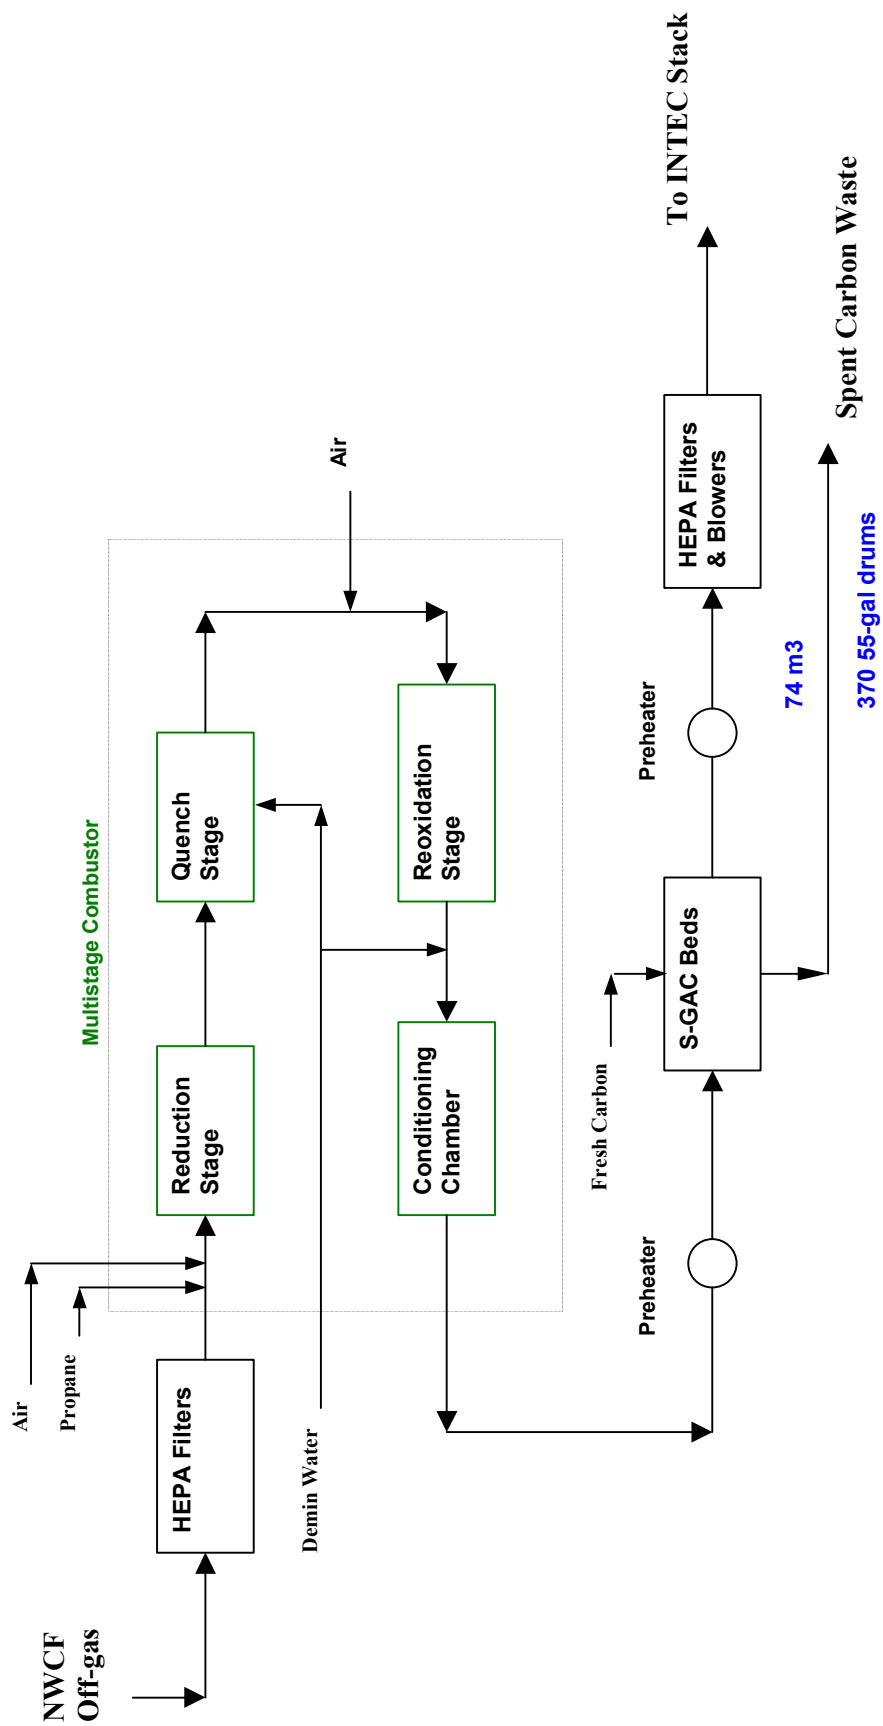 NWCF
Off-gas
HEPA Filters
Air
Propane
Multistage Combustor
Reduction
Stage
Quench
Stage
Air
Demin Water
Conditioning
Chamber
Reoxidation
Stage
Preheater
Fresh Carbon
S-GAC Beds
Preheater
HEPA Filters
& Blowers
To INTEC Stack
74 m3
370 55-gal drums
Spent Carbon Waste